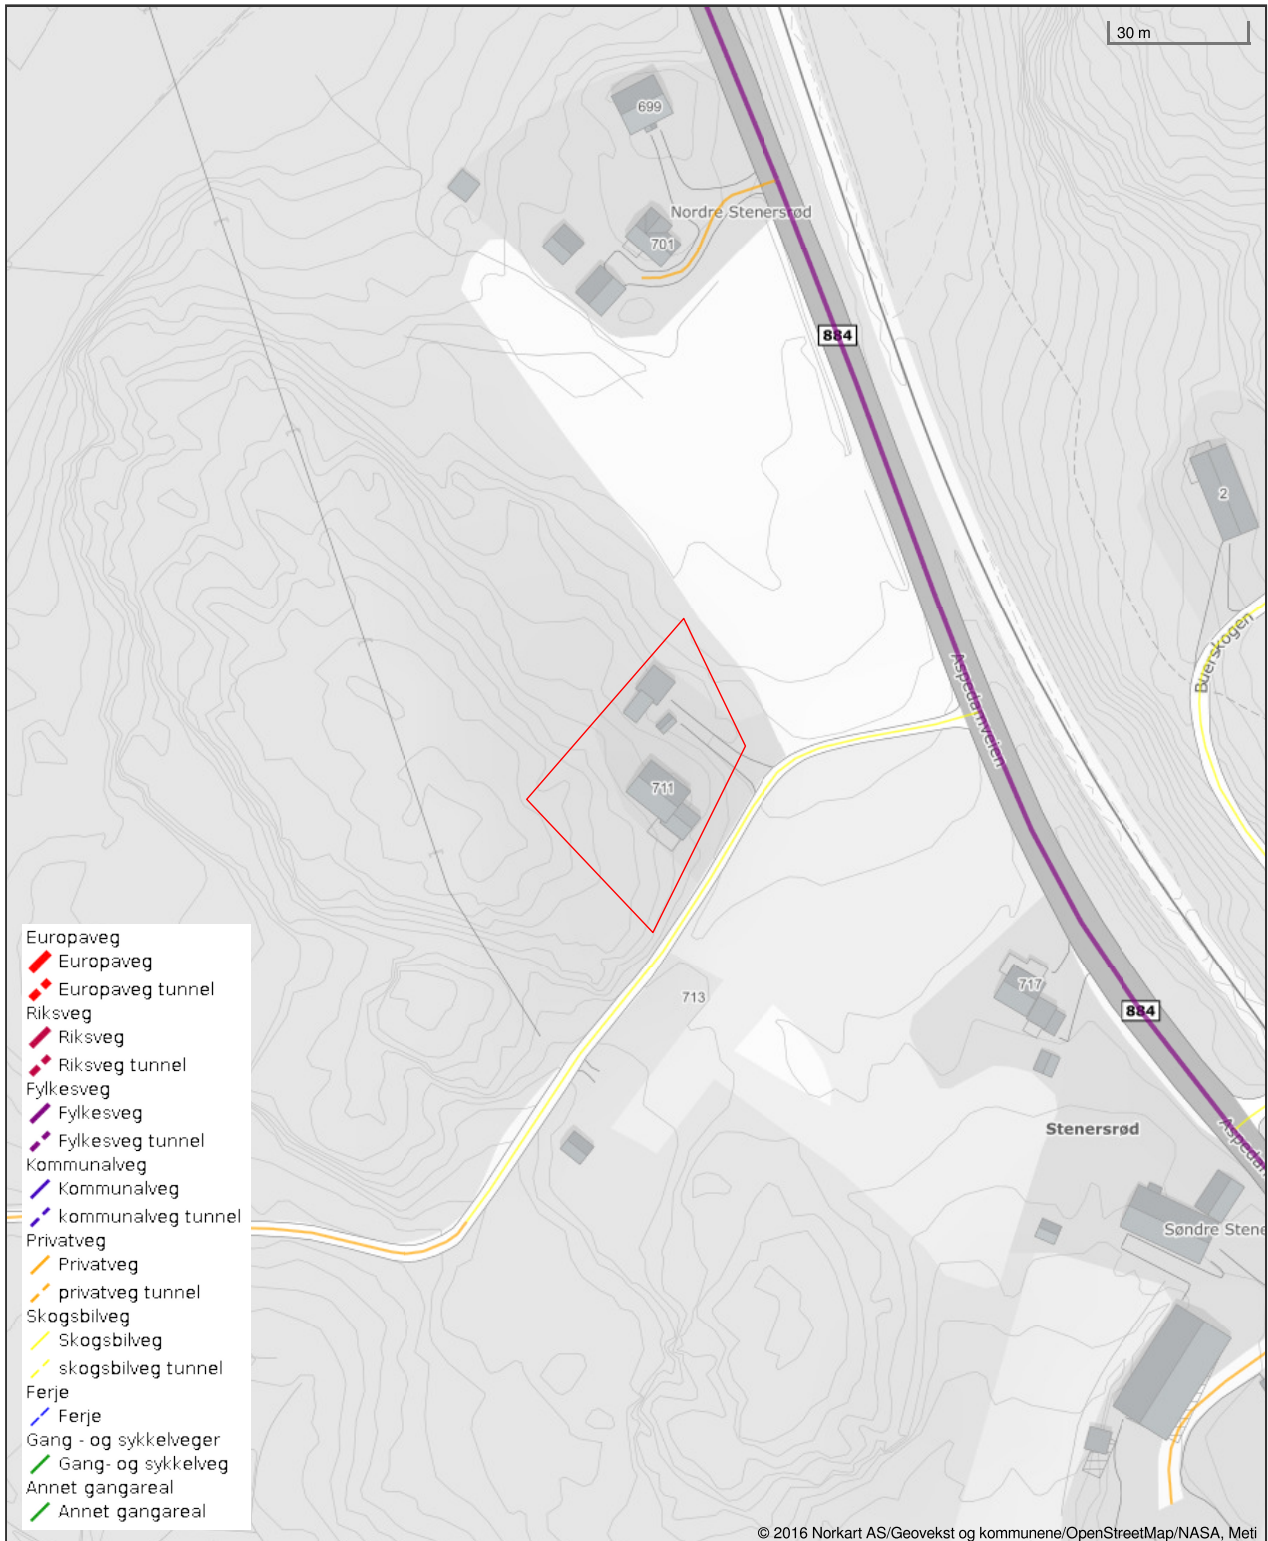 30 m
699
Nordre Stenersrød
701
884
2
Buerskogen
Aspedamveien
711
713
717
884
Stenersrød
Aspedam
Søndre Stene
Europaveg
Europaveg
Europaveg tunnel
Riksveg
Riksveg
Riksveg tunnel
Fylkesveg
Fylkesveg
Fylkesveg tunnel
Kommunalveg
Kommunalveg
kommunalveg tunnel
Privatveg
Privatveg
privatveg tunnel
Skogsbilveg
Skogsbilveg
skogsbilveg tunnel
Ferje
Ferje
Gang - og sykkelveger
Gang- og sykkelveg
Annet gangareal
Annet gangareal
© 2016 Norkart AS/Geovekst og kommunene/OpenStreetMap/NASA, Meti